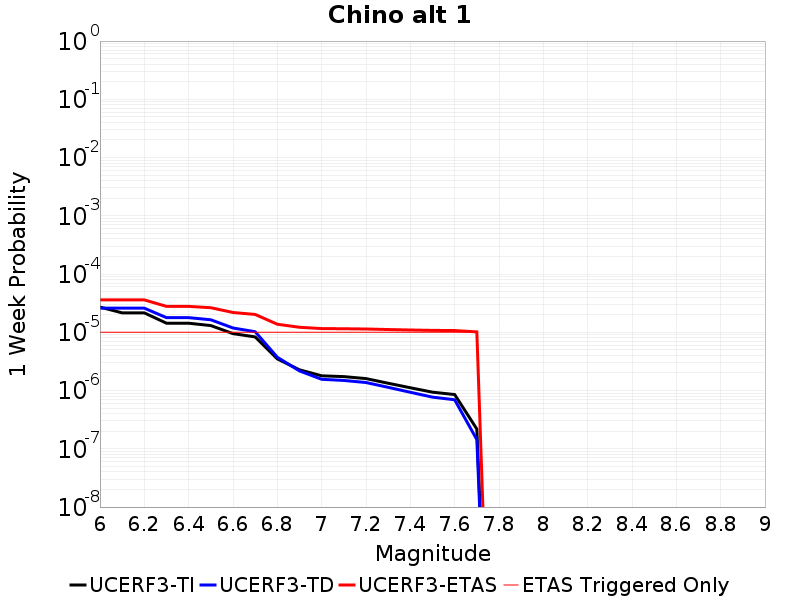 Chino alt 1
1 Week Probability
10^0
10^-1
10^-2
10^-3
10^-4
10^-5
10^-6
10^-7
10^-8
6 6.2 6.4 6.6 6.8 7 7.2 7.4 7.6 7.8 8 8.2 8.4 8.6 8.8 9
Magnitude
UCERF3-TI UCERF3-TD UCERF3-ETAS ETAS Triggered Only